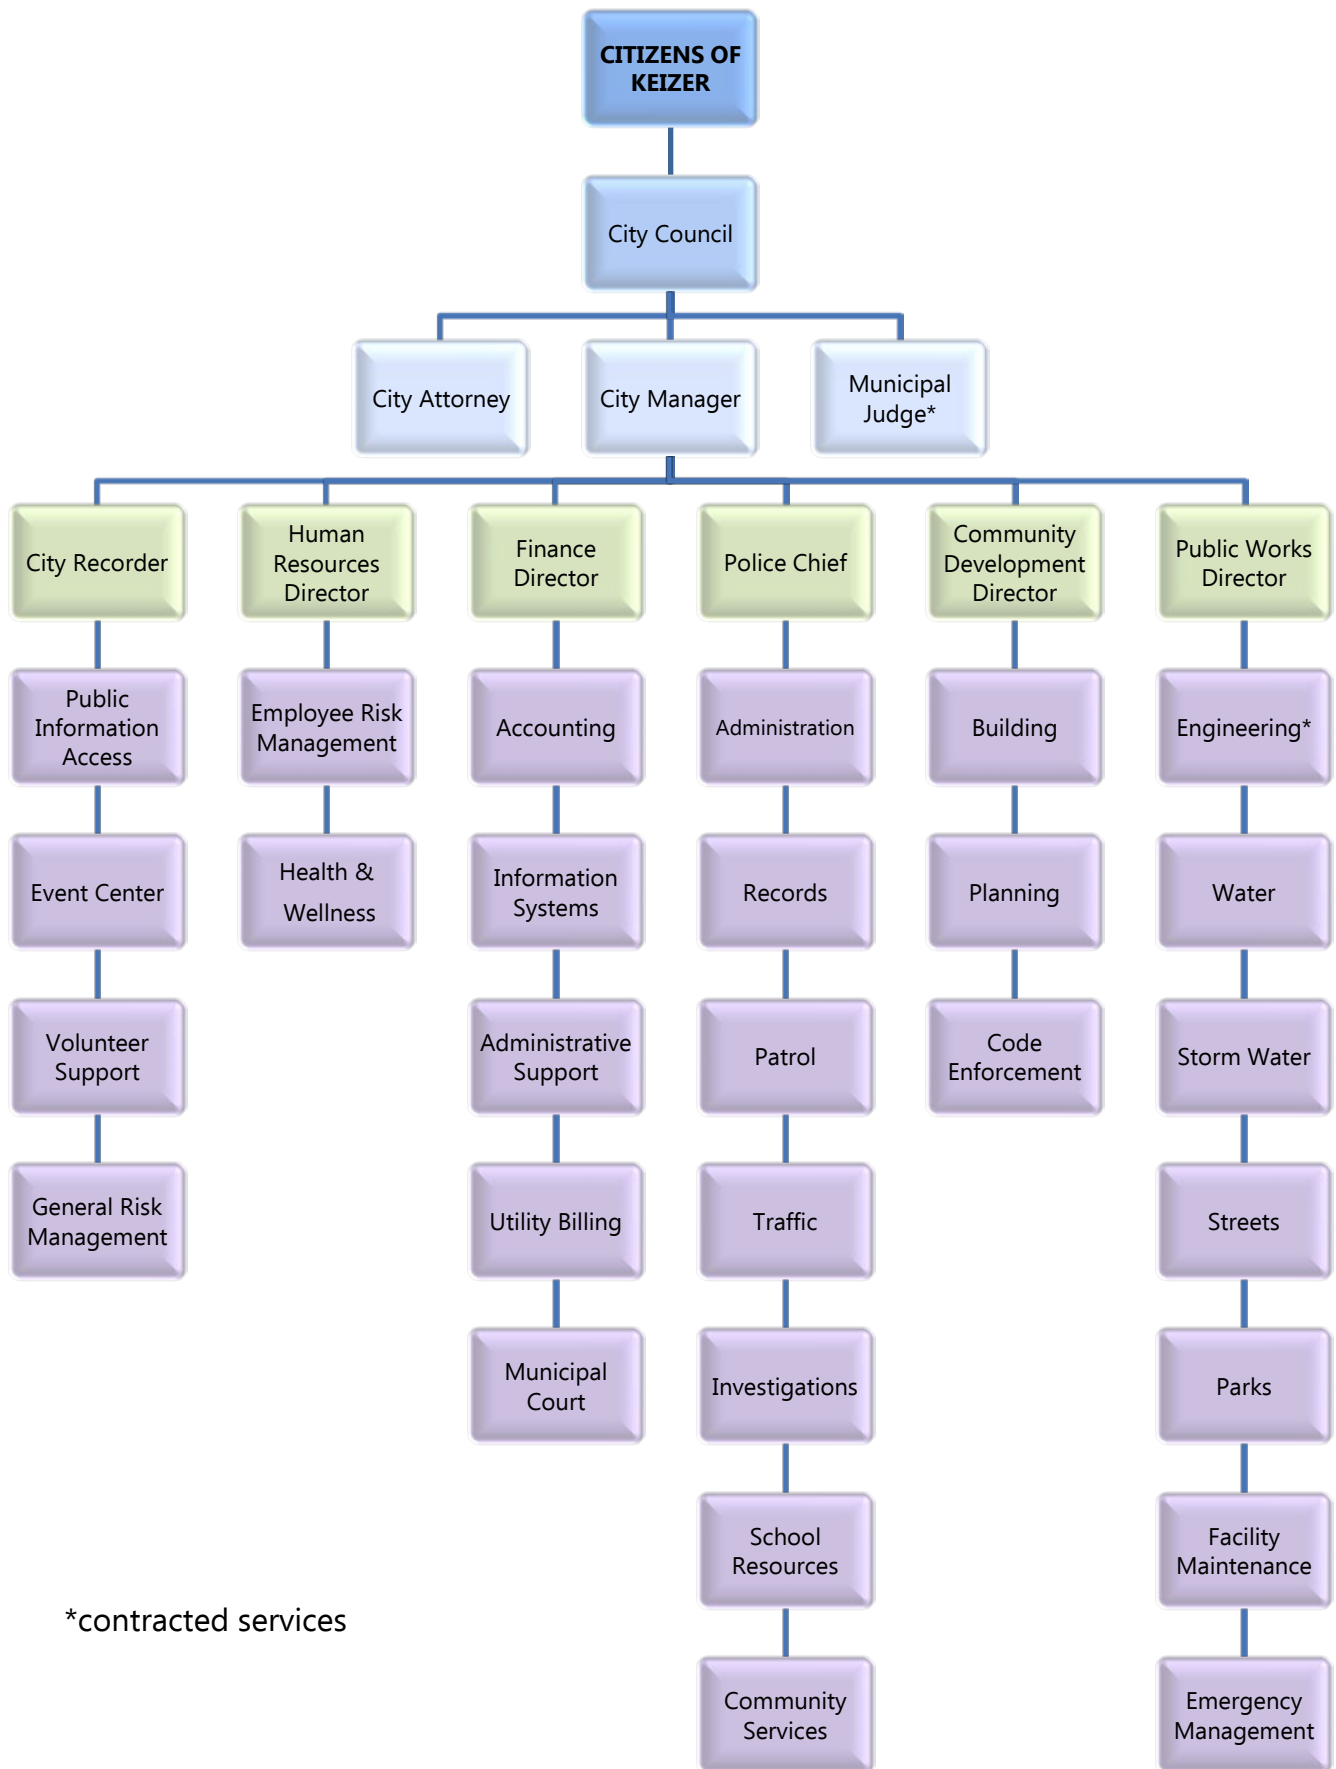 CITIZENS OF
KEIZER
City Council
City Attorney
City Manager
Municipal
Judge*
City Recorder
Human
Resources
Director
Finance
Director
Police Chief
Community
Development
Director
Public Works
Director
Public
Information
Access
Employee Risk
Management
Accounting
Administration
Building
Engineering*
Event Center
Health &
Wellness
Information
Systems
Records
Planning
Water
Volunteer
Support
Administrative
Support
Patrol
Code
Enforcement
Storm Water
General Risk
Management
Utility Billing
Traffic
Streets
Municipal
Court
Investigations
Parks
School
Resources
Facility
Maintenance
*contracted services
Community
Services
Emergency
Management